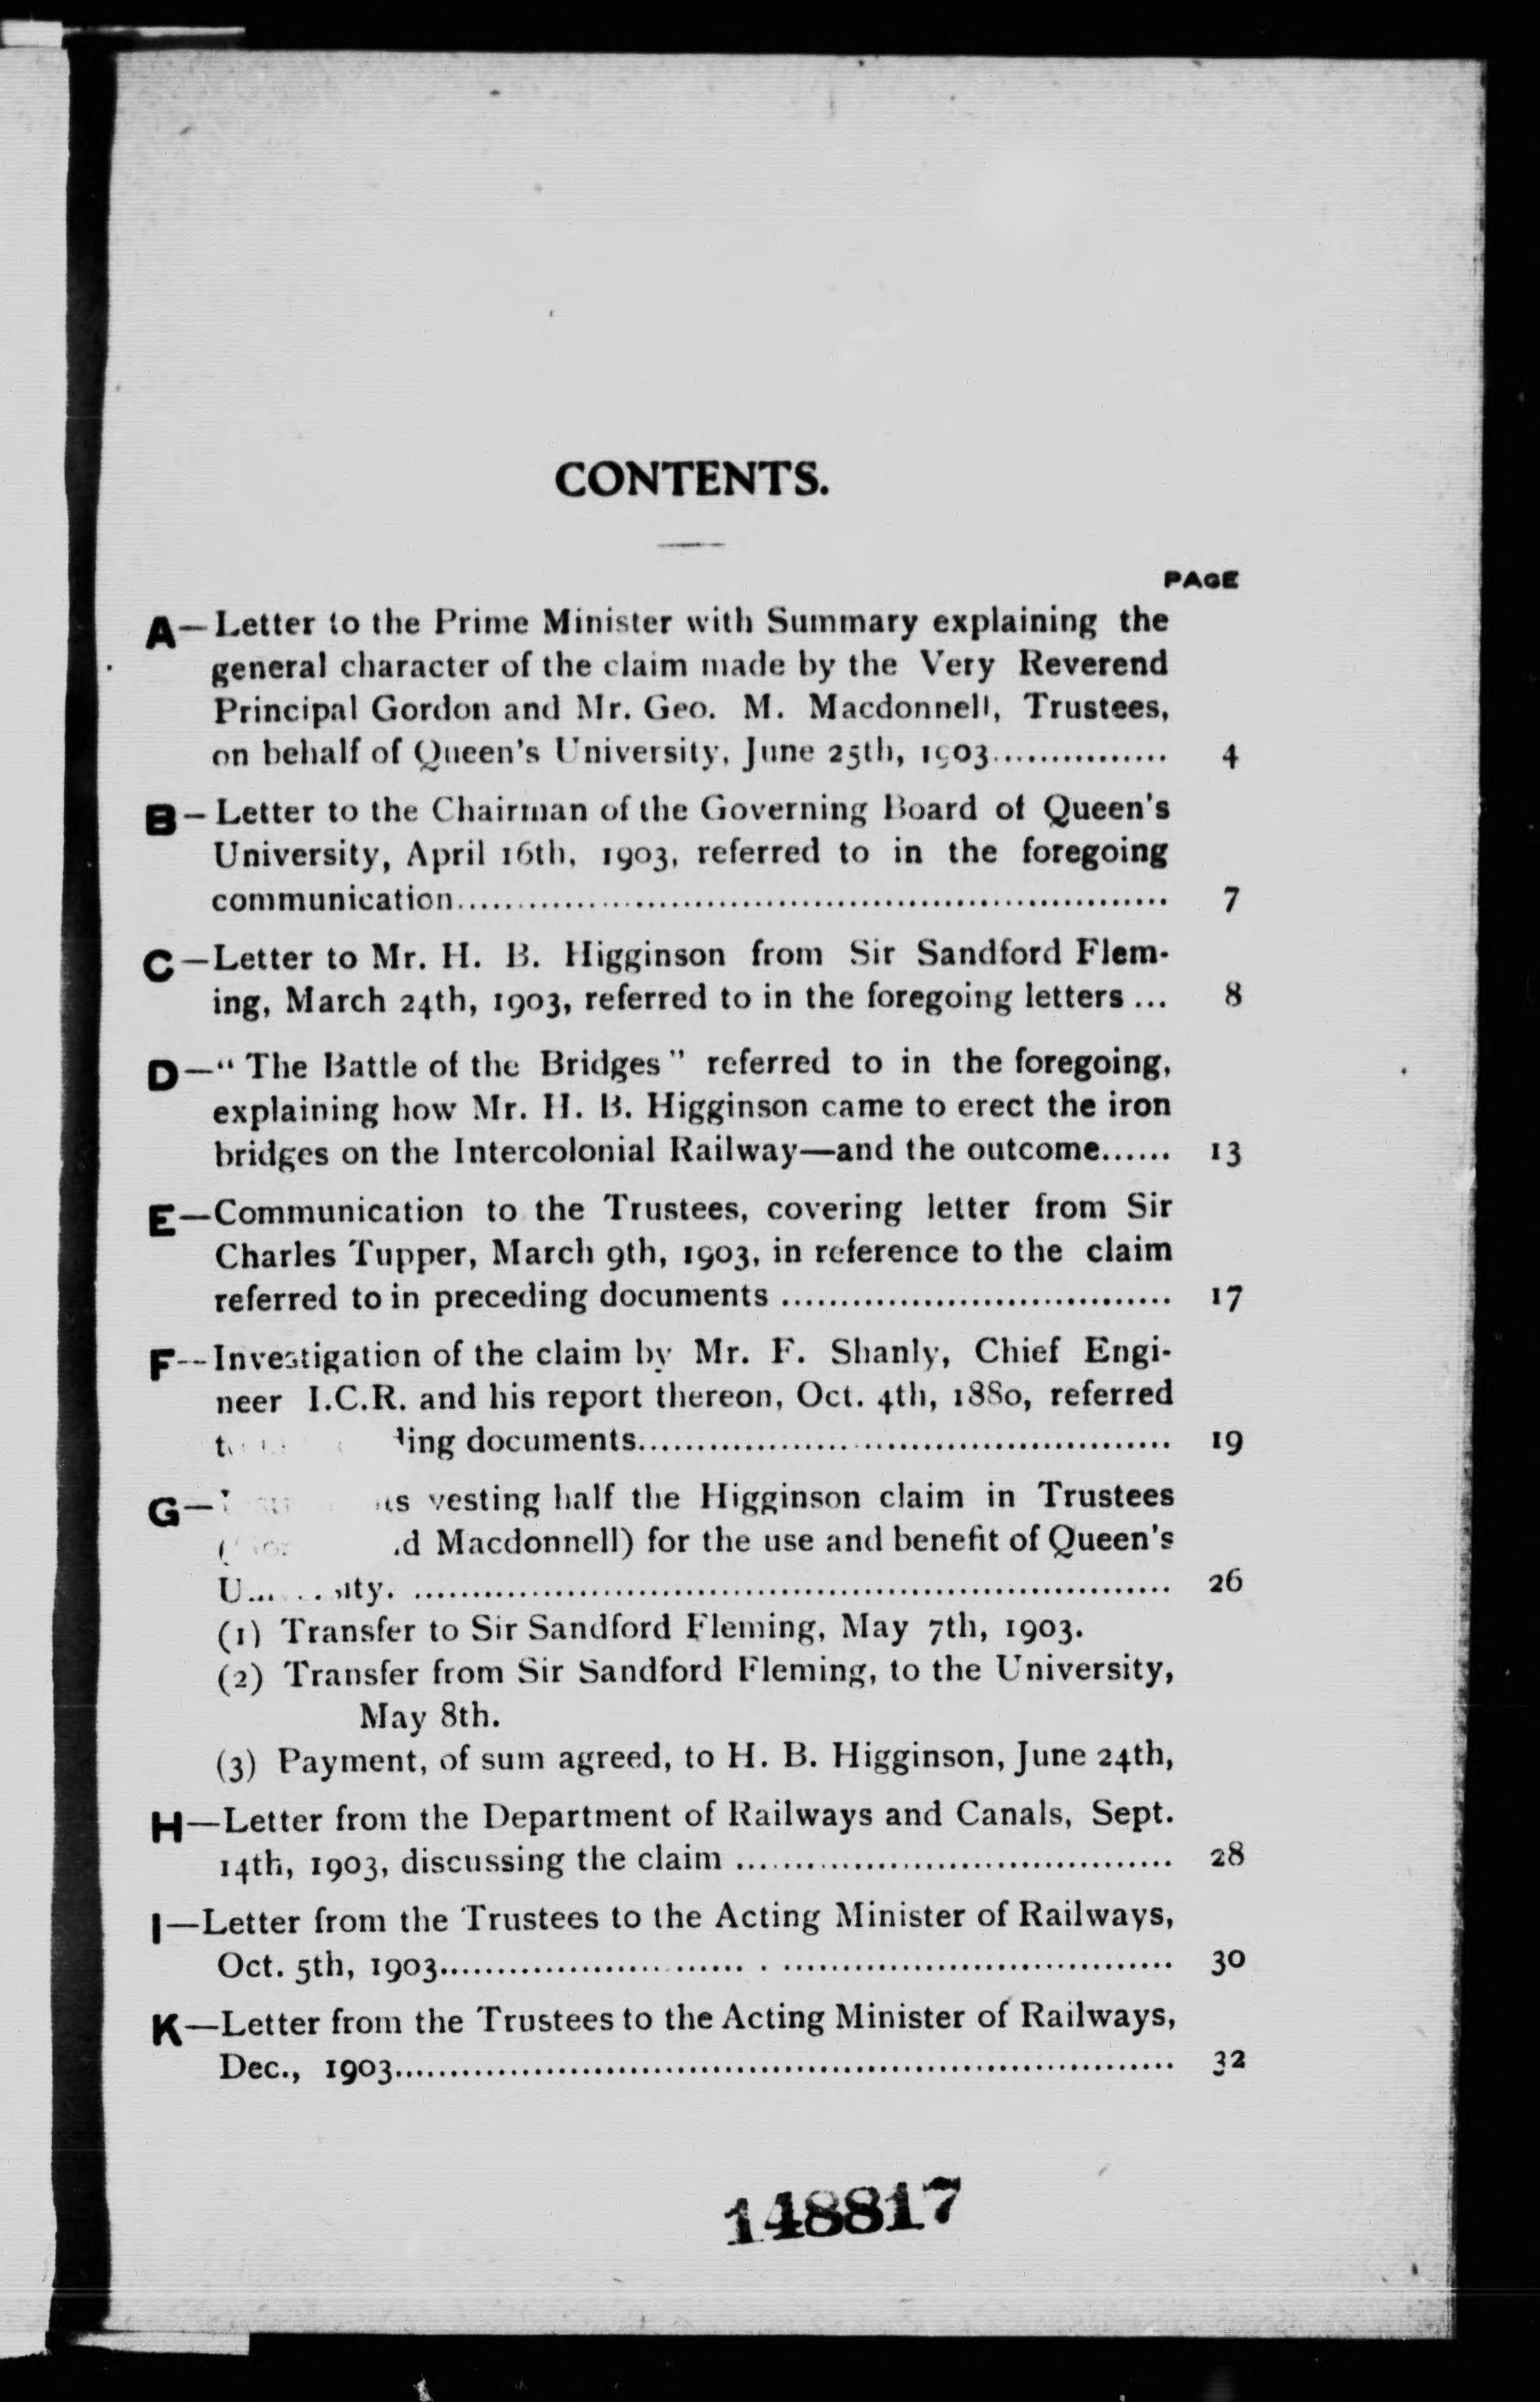 CONTENTS.
PAGE
A—Letter to the Prime Minister with Summary explaining the
general character of the claim made by the Very Reverend
Principal Gordon and Mr. Geo. M. Macdonnell, Trustees,
on behalf of Queen's University, June 25th, 1903............... 4
B—Letter to the Chairman of the Governing Board of Queen's
University, April 16th, 1903, referred to in the foregoing
communication............................................................... 7
C—Letter to Mr. H. B. Higginson from Sir Sandford Flem-
ing, March 24th, 1903, referred to in the foregoing letters ... 8
D—“ The Battle of the Bridges ” referred to in the foregoing,
explaining how Mr. H. B. Higginson came to erect the iron
bridges on the Intercolonial Railway—and the outcome...... 13
E—Communication to the Trustees, covering letter from Sir
Charles Tupper, March 9th, 1903, in reference to the claim
referred to in preceding documents .................................. 17
F—Investigation of the claim by Mr. F. Shanly, Chief Engi-
neer I.C.R. and his report thereon, Oct. 4th, 1880, referred
documents............................................... 19
G— vesting half the Higginson claim in Trustees
Macdonnell) for the use and benefit of Queen's
.................................................................. 26
(1) Transfer to Sir Sandford Fleming, May 7th, 1903.
(2) Transfer from Sir Sandford Fleming, to the University,
May 8th.
(3) Payment, of sum agreed, to H. B. Higginson, June 24th,
H—Letter from the Department of Railways and Canals, Sept.
14th, 1903, discussing the claim ...................................... 28
I—Letter from the Trustees to the Acting Minister of Railways,
Oct. 5th, 1903................................................................ 30
K—Letter from the Trustees to the Acting Minister of Railways,
Dec., 1903.................................................................... 32
148817